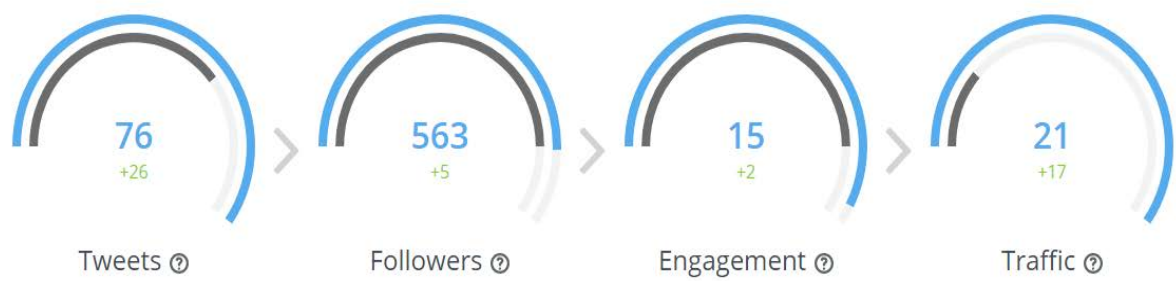 76
+26
Tweets ?
563
+5
Followers ?
15
+2
Engagement ?
21
+17
Traffic ?